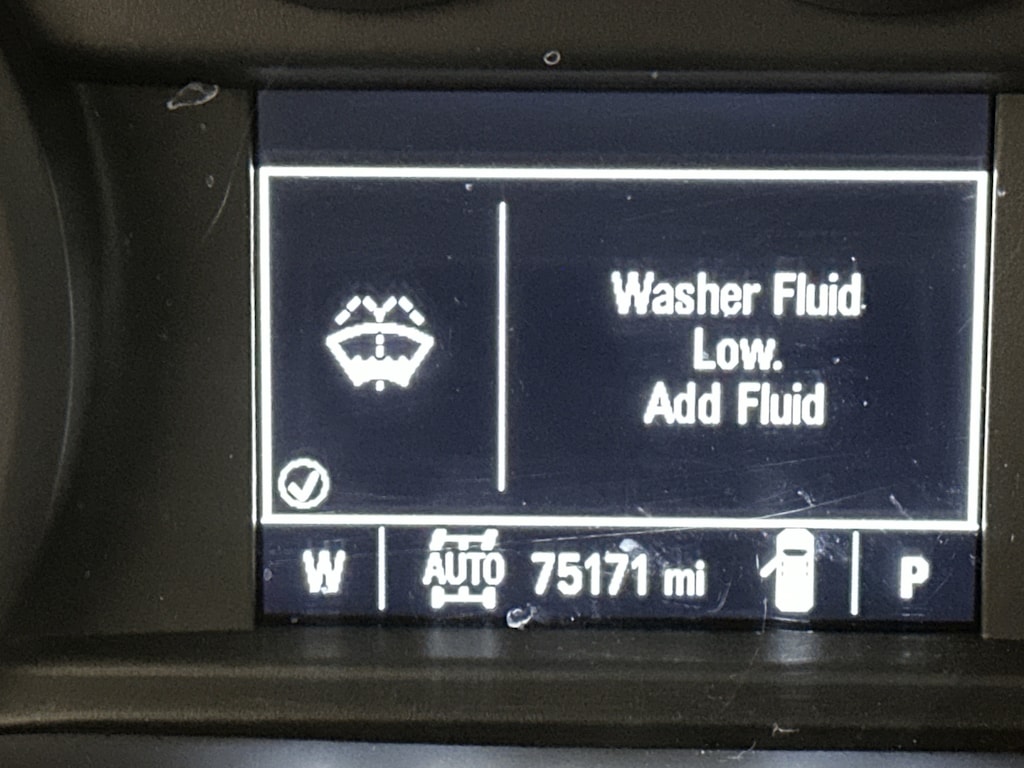 Washer Fluid
Low.
Add Fluid
W AUTO 75171 mi P